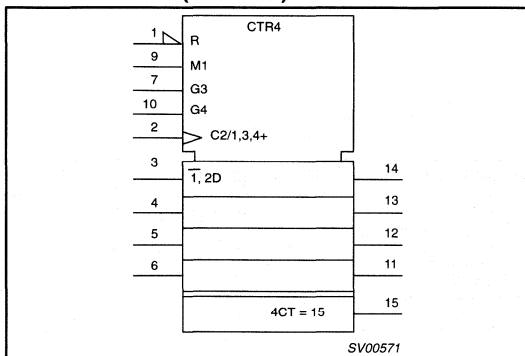 CTR4
1 R
9 M1
7 G3
10 G4
2 C2/1,3,4+
3 1̅, 2D 14
4 13
5 12
6 11
4CT = 15 15
SV00571